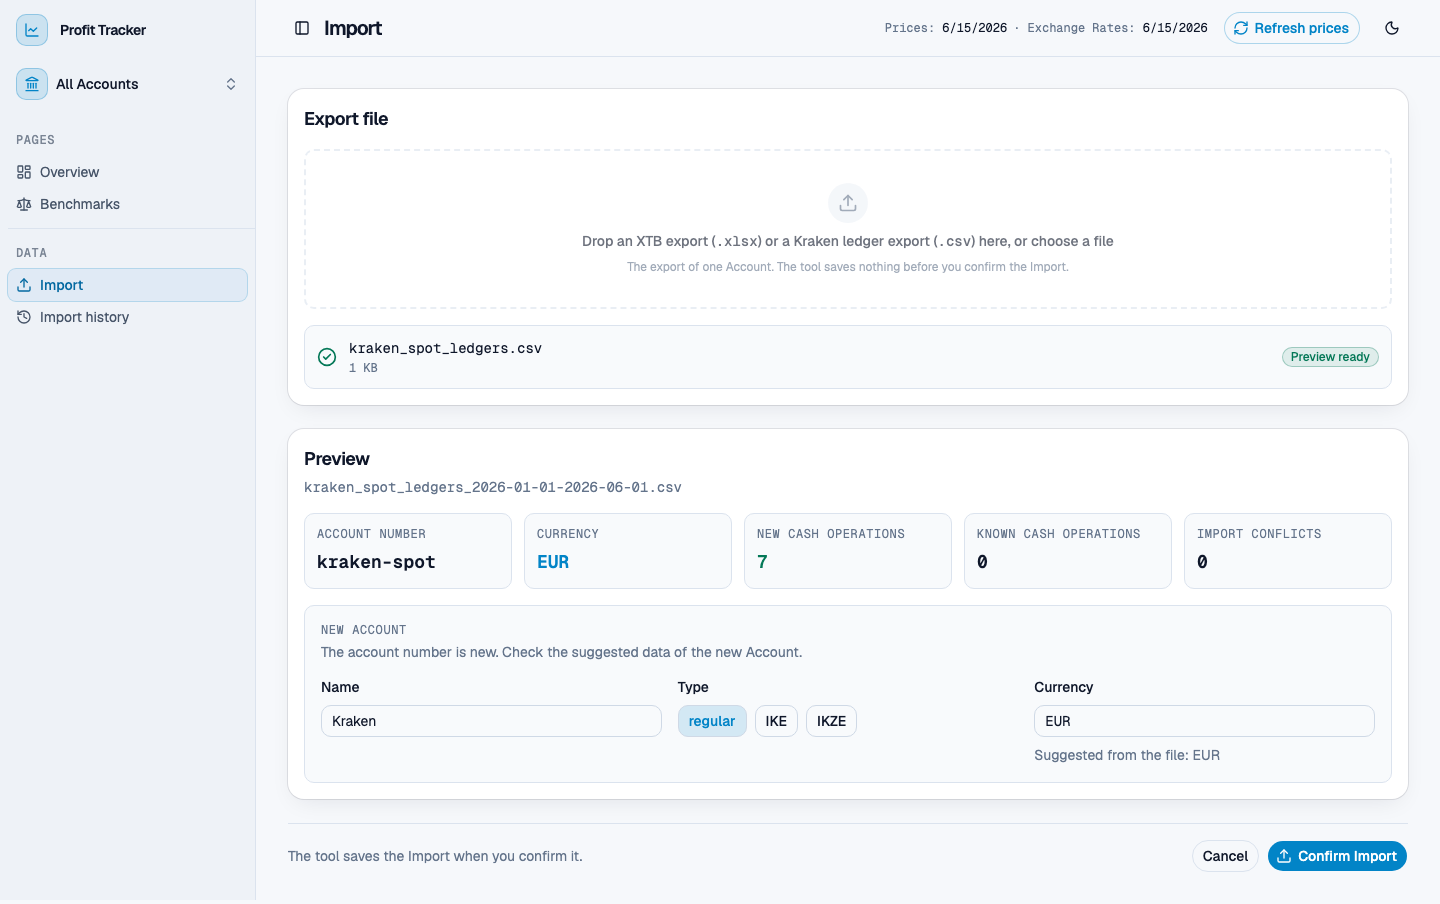 Profit Tracker
All Accounts
PAGES
Overview
Benchmarks
DATA
Import
Import history
Import
Prices: 6/15/2026 · Exchange Rates: 6/15/2026
Refresh prices
Export file
Drop an XTB export (.xlsx) or a Kraken ledger export (.csv) here, or choose a file
The export of one Account. The tool saves nothing before you confirm the Import.
kraken_spot_ledgers.csv
1 KB
Preview ready
Preview
kraken_spot_ledgers_2026-01-01-2026-06-01.csv
ACCOUNT NUMBER
kraken-spot
CURRENCY
EUR
NEW CASH OPERATIONS
7
KNOWN CASH OPERATIONS
0
IMPORT CONFLICTS
0
NEW ACCOUNT
The account number is new. Check the suggested data of the new Account.
Name
Kraken
Type
regular
IKE
IKZE
Currency
EUR
Suggested from the file: EUR
The tool saves the Import when you confirm it.
Cancel
Confirm Import